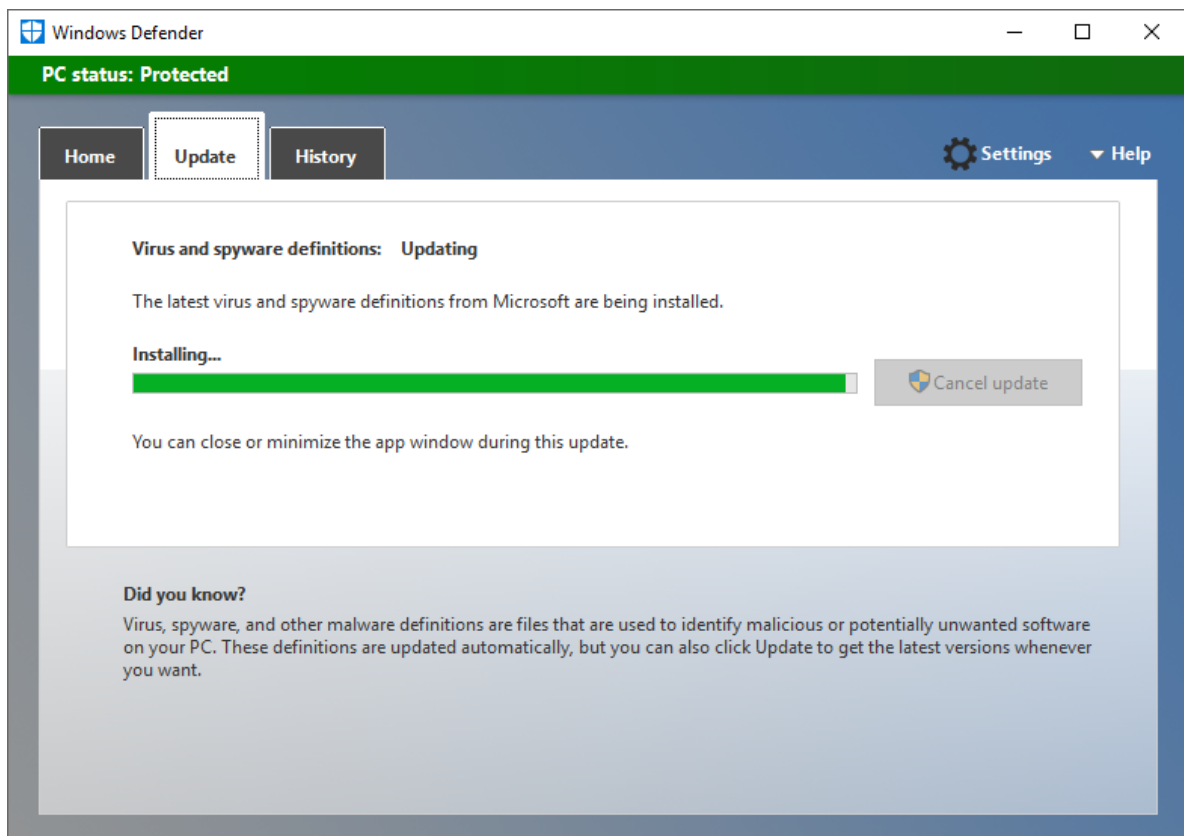 Windows Defender
PC status: Protected
Home
Update
History
Settings
Help
Virus and spyware definitions: Updating
The latest virus and spyware definitions from Microsoft are being installed.
Installing...
Cancel update
You can close or minimize the app window during this update.
Did you know?
Virus, spyware, and other malware definitions are files that are used to identify malicious or potentially unwanted software
on your PC. These definitions are updated automatically, but you can also click Update to get the latest versions whenever
you want.